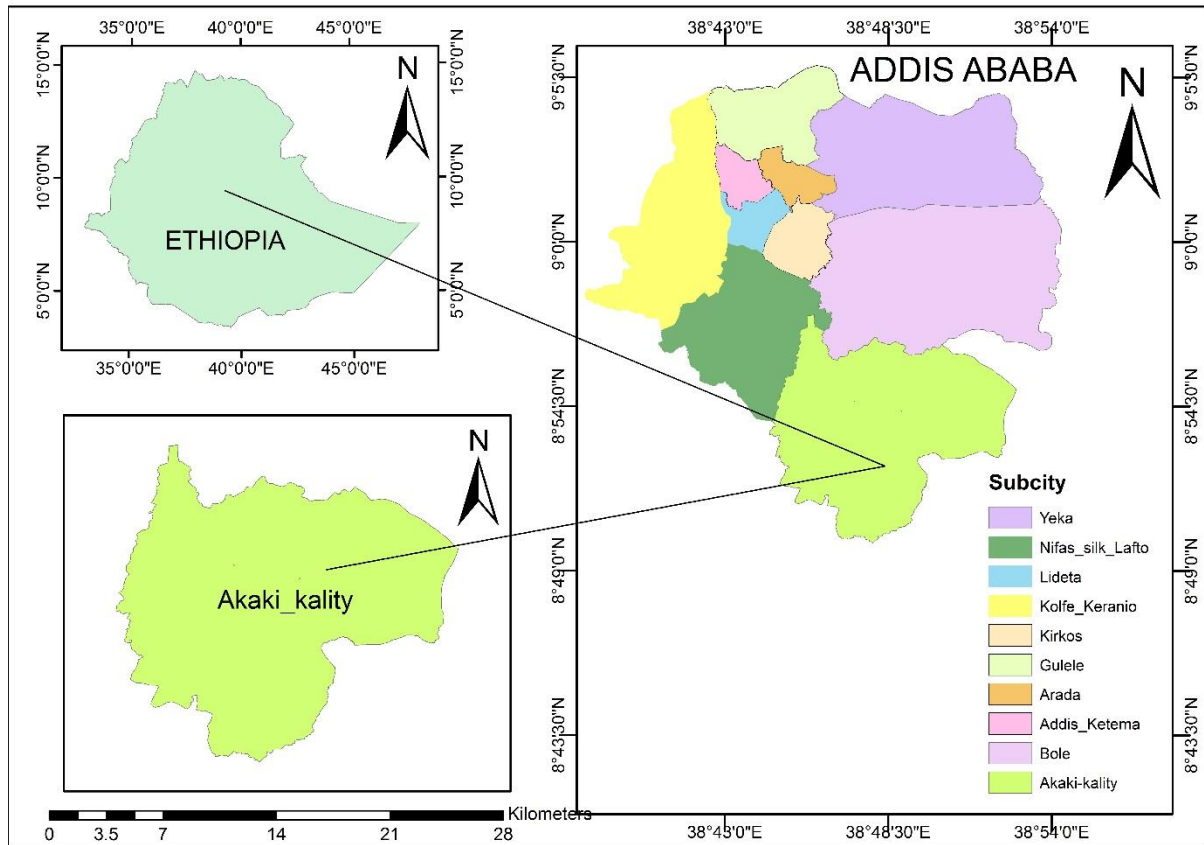 35°0'0"E 40°0'0"E 45°0'0"E
15°0'0"N
10°0'0"N
5°0'0"N
N
ETHIOPIA
15°0'0"N
10°0'0"N
5°0'0"N
35°0'0"E 40°0'0"E 45°0'0"E
N
Akaki_kality
Kilometers
0 3.5 7 14 21 28
38°43'0"E 38°48'30"E 38°54'0"E
ADDIS ABABA
N
9°5'30"N
9°0'0"N
8°54'30"N
8°49'0"N
8°43'30"N
9°5'30"N
9°0'0"N
8°54'30"N
8°49'0"N
8°43'30"N
Subcity
Yeka
Nifas_silk_Lafto
Lideta
Kolfe_Keranio
Kirkos
Gulele
Arada
Addis_Ketema
Bole
Akaki-kality
38°43'0"E 38°48'30"E 38°54'0"E